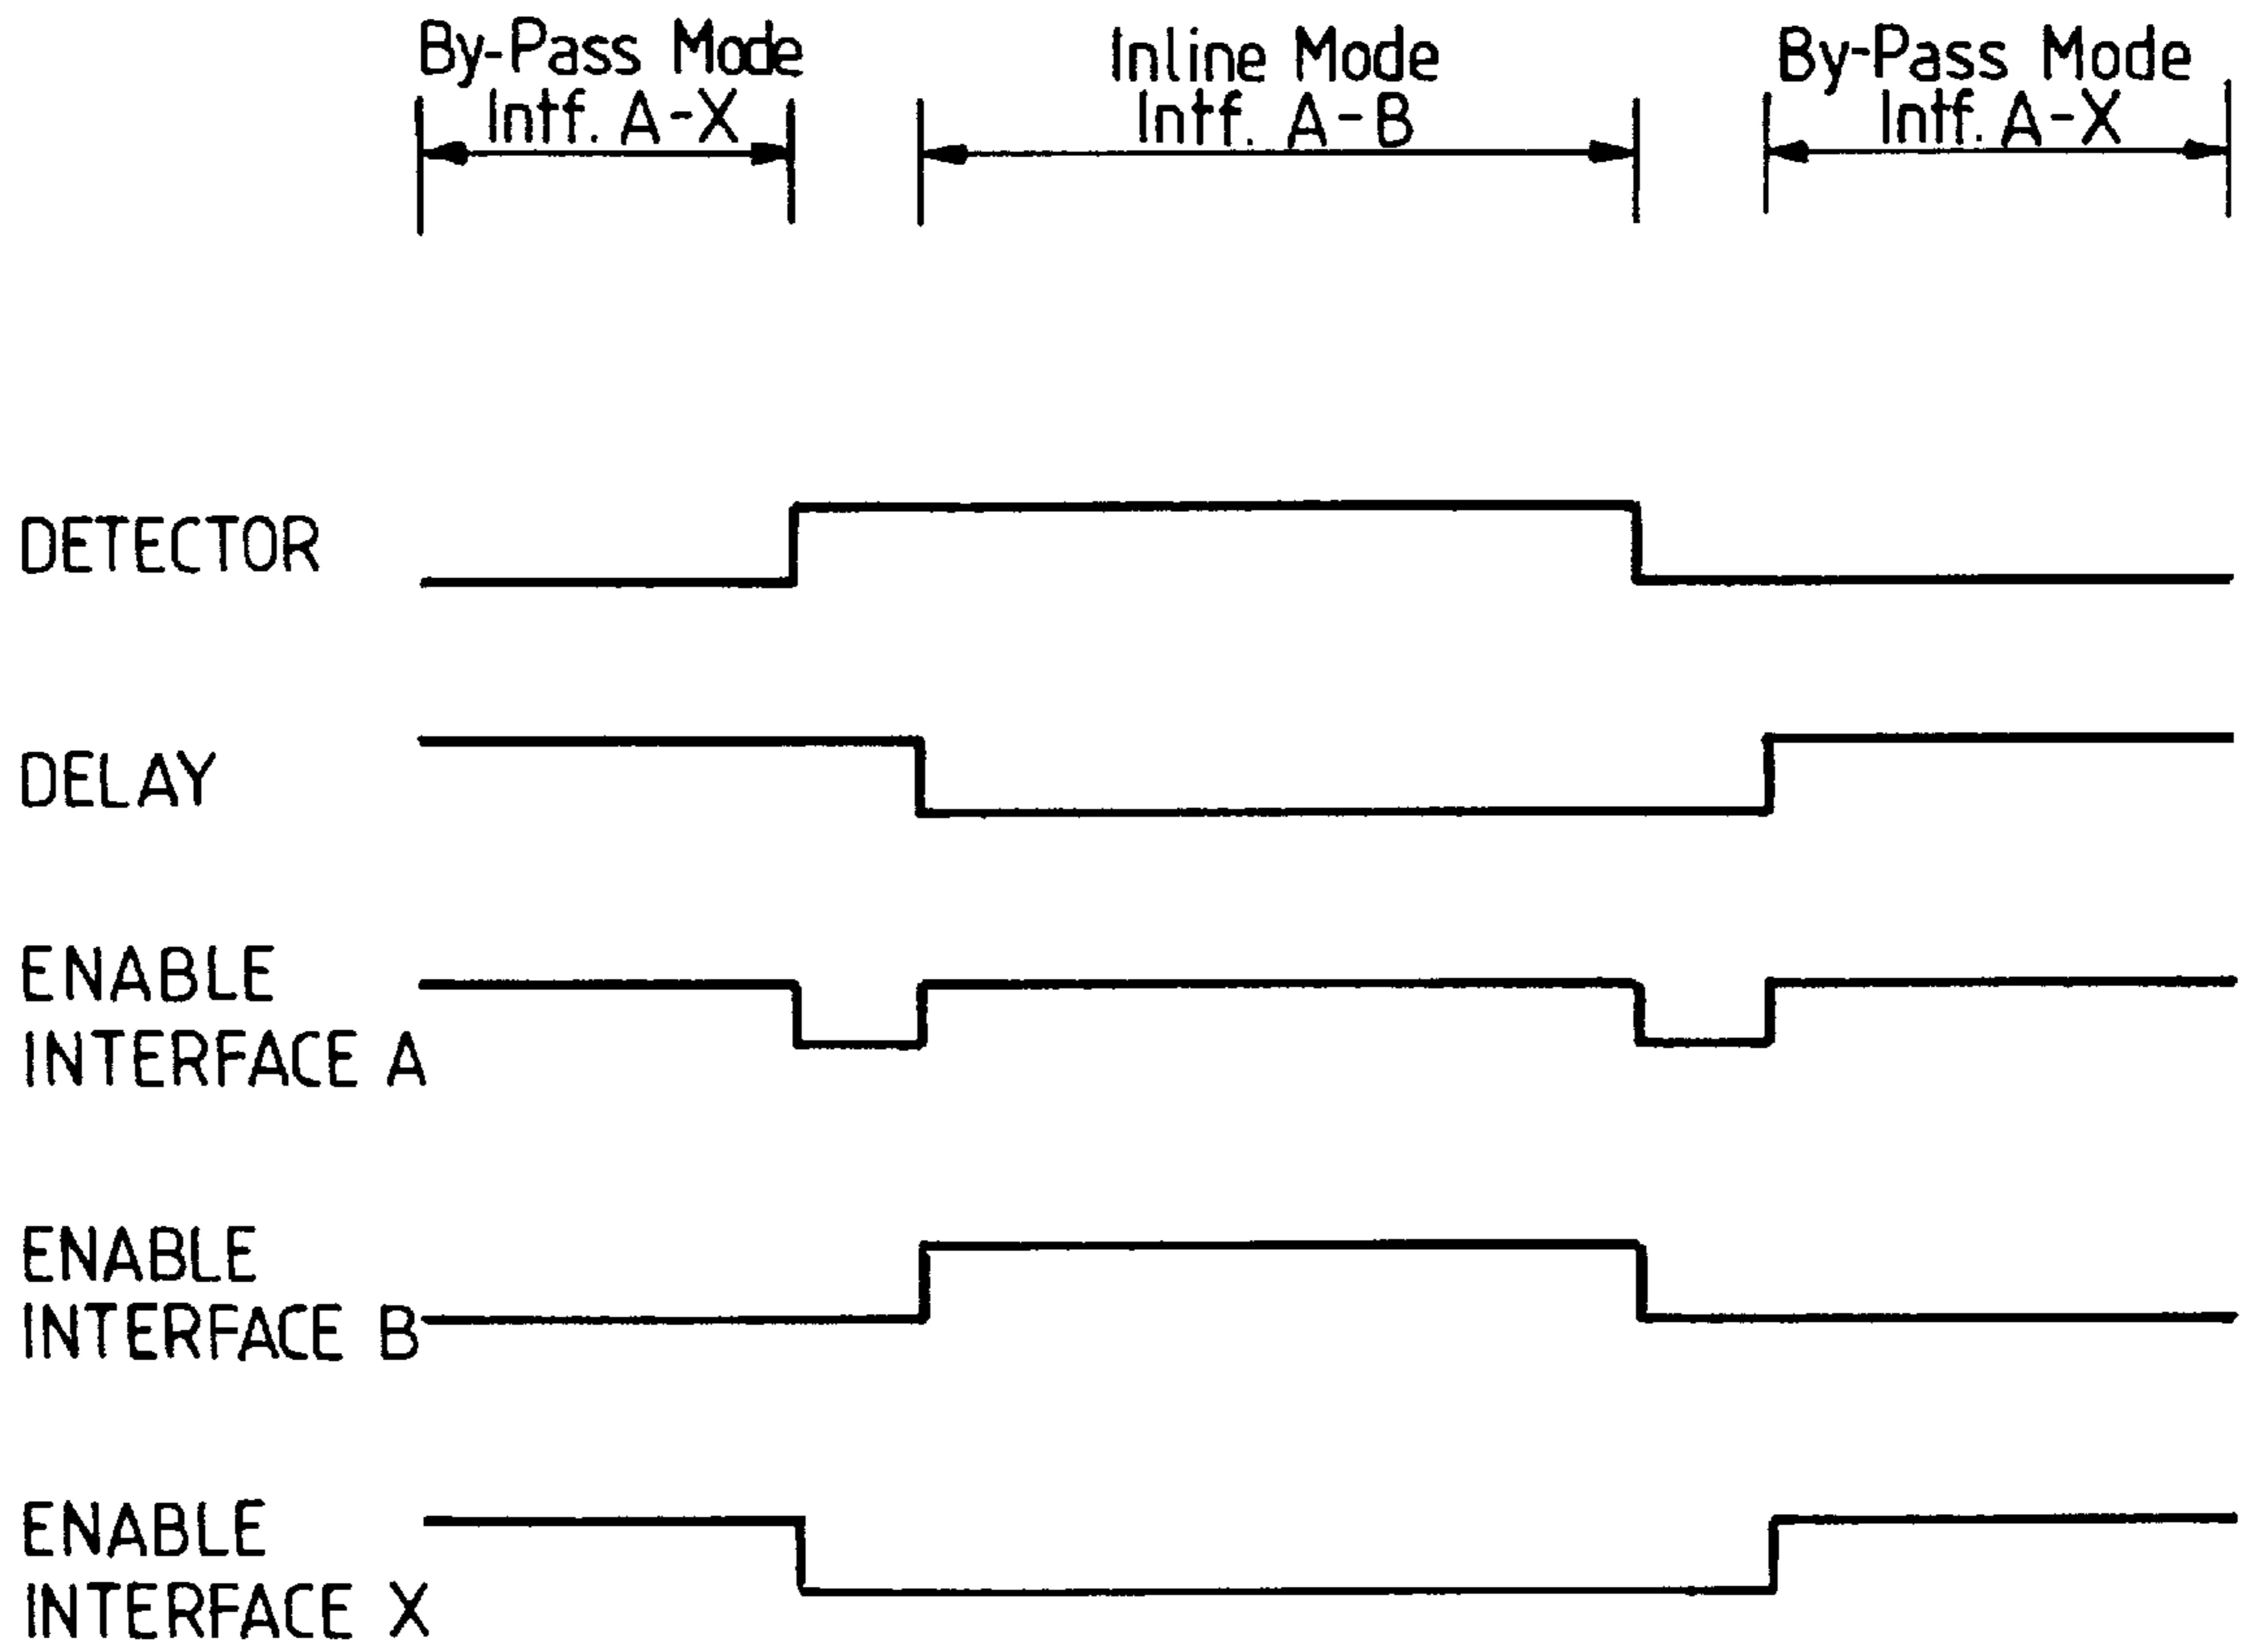 By-Pass Mode
Intf. A-X
Inline Mode
Intf. A-B
By-Pass Mode
Intf. A-X
DETECTOR
DELAY
ENABLE
INTERFACE A
ENABLE
INTERFACE B
ENABLE
INTERFACE X